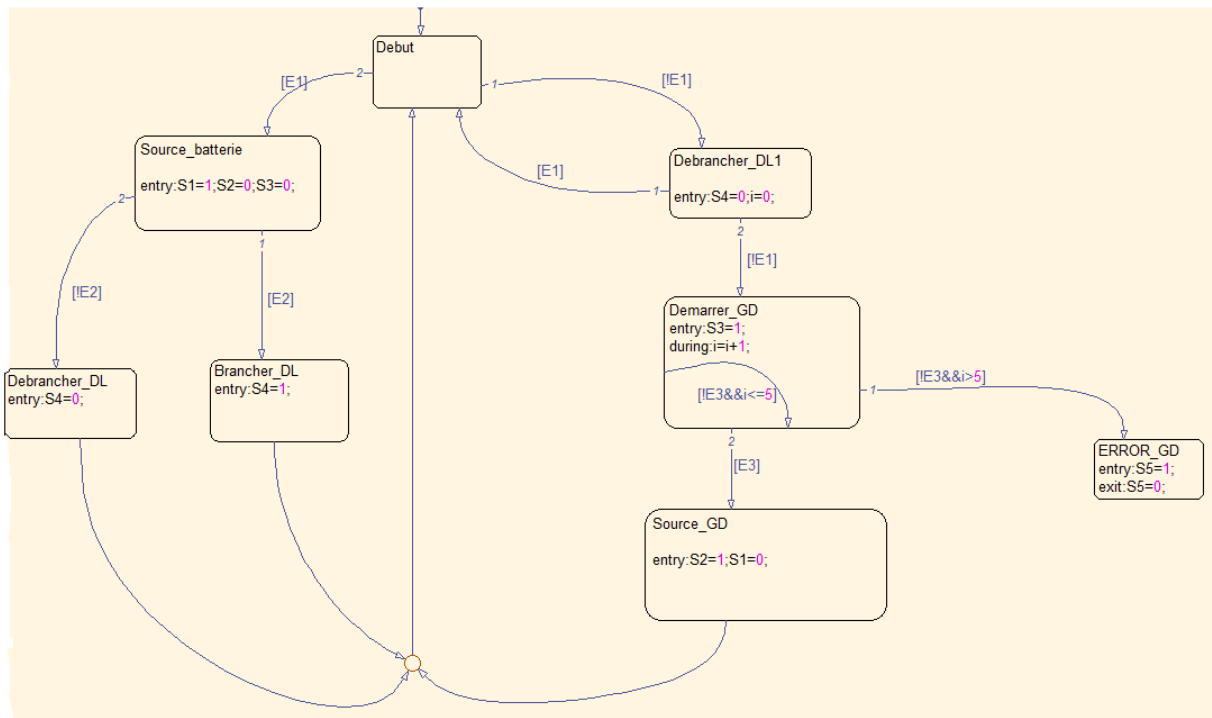 Debut
2
1
[E1]
[!E1]
Source_batterie
entry:S1=1;S2=0;S3=0;
2
1
Debrancher_DL1
entry:S4=0;i=0;
[E1]
1
2
[!E1]
[!E2]
[E2]
Demarrer_GD
entry:S3=1;
during:i=i+1;
[!E3&&i<=5]
1
[!E3&&i>5]
2
[E3]
Debrancher_DL
entry:S4=0;
Brancher_DL
entry:S4=1;
ERROR_GD
entry:S5=1;
exit:S5=0;
Source_GD
entry:S2=1;S1=0;